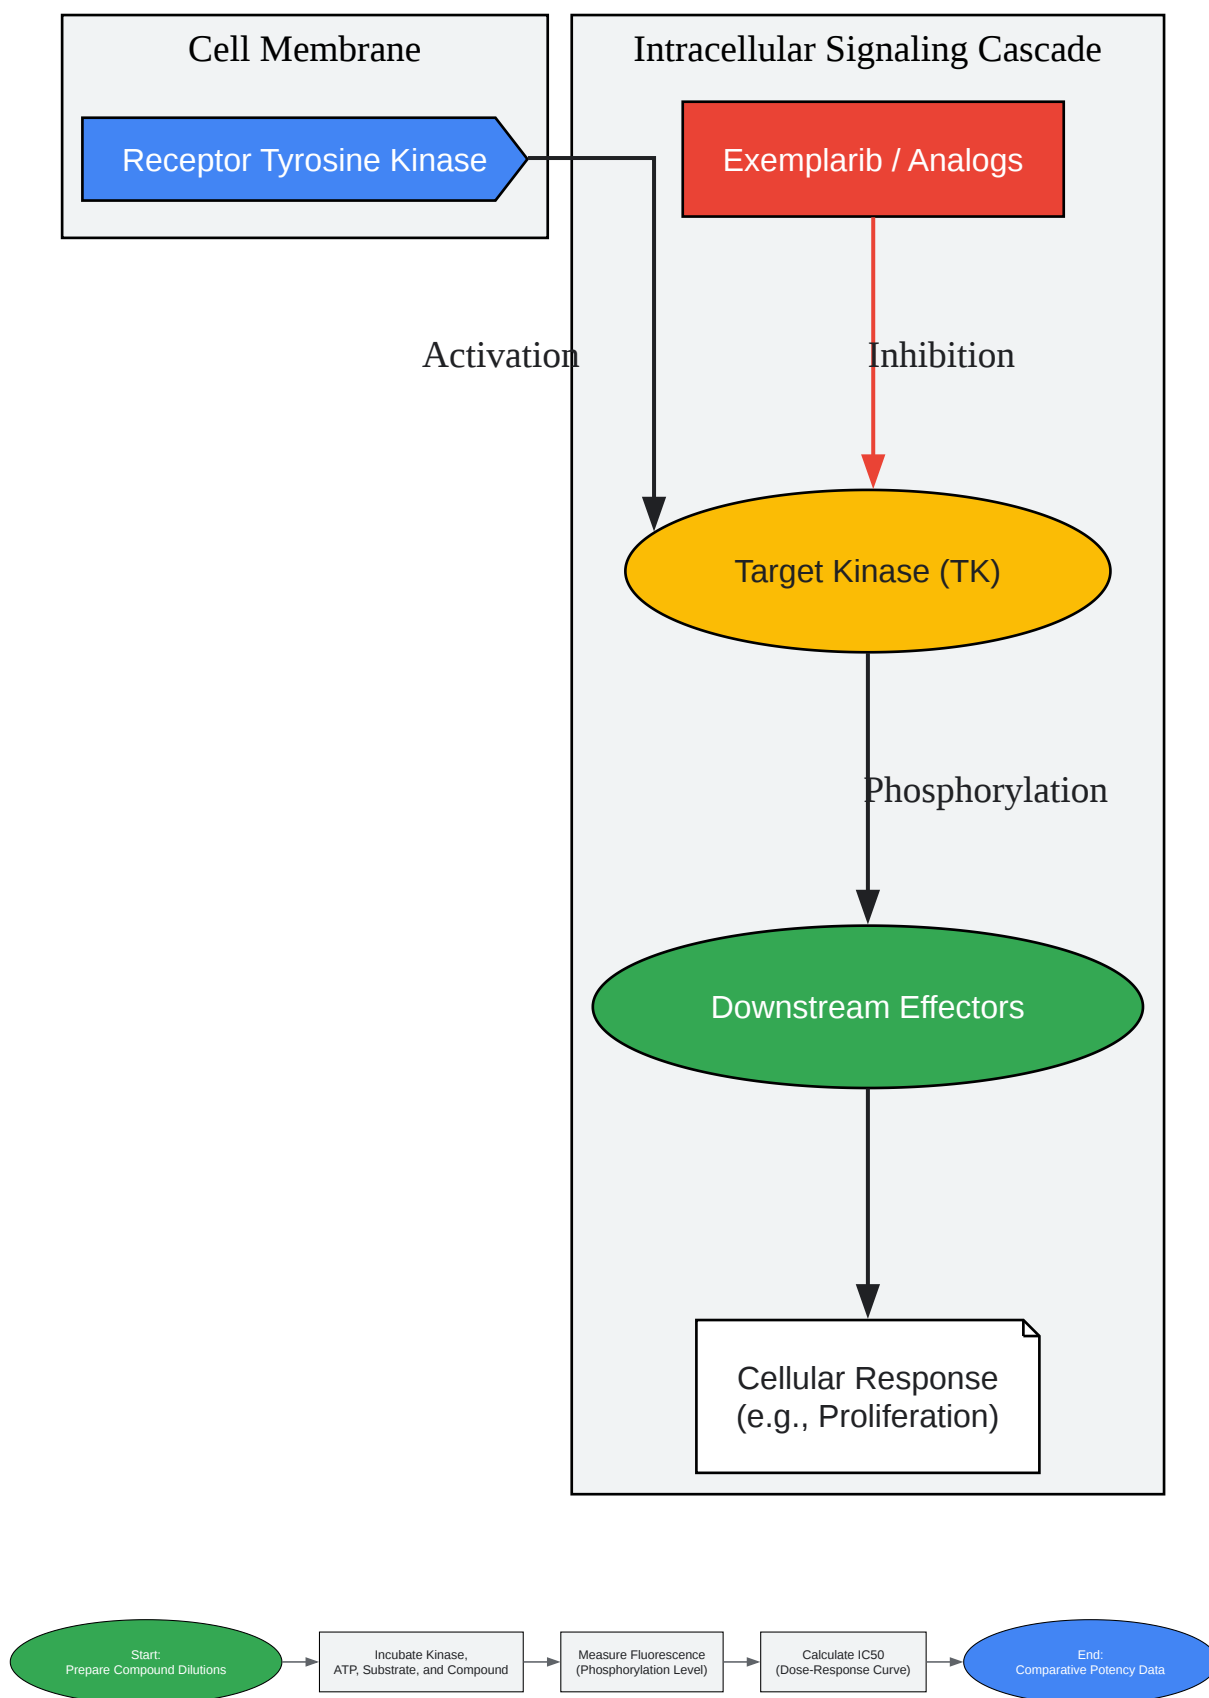 Cell Membrane
Receptor Tyrosine Kinase
Intracellular Signaling Cascade
Exemplarib / Analogs
Activation
Inhibition
Target Kinase (TK)
Phosphorylation
Downstream Effectors
Cellular Response
(e.g., Proliferation)
Start:
Prepare Compound Dilutions
Incubate Kinase,
ATP, Substrate, and Compound
Measure Fluorescence
(Phosphorylation Level)
Calculate IC50
(Dose-Response Curve)
End:
Comparative Potency Data